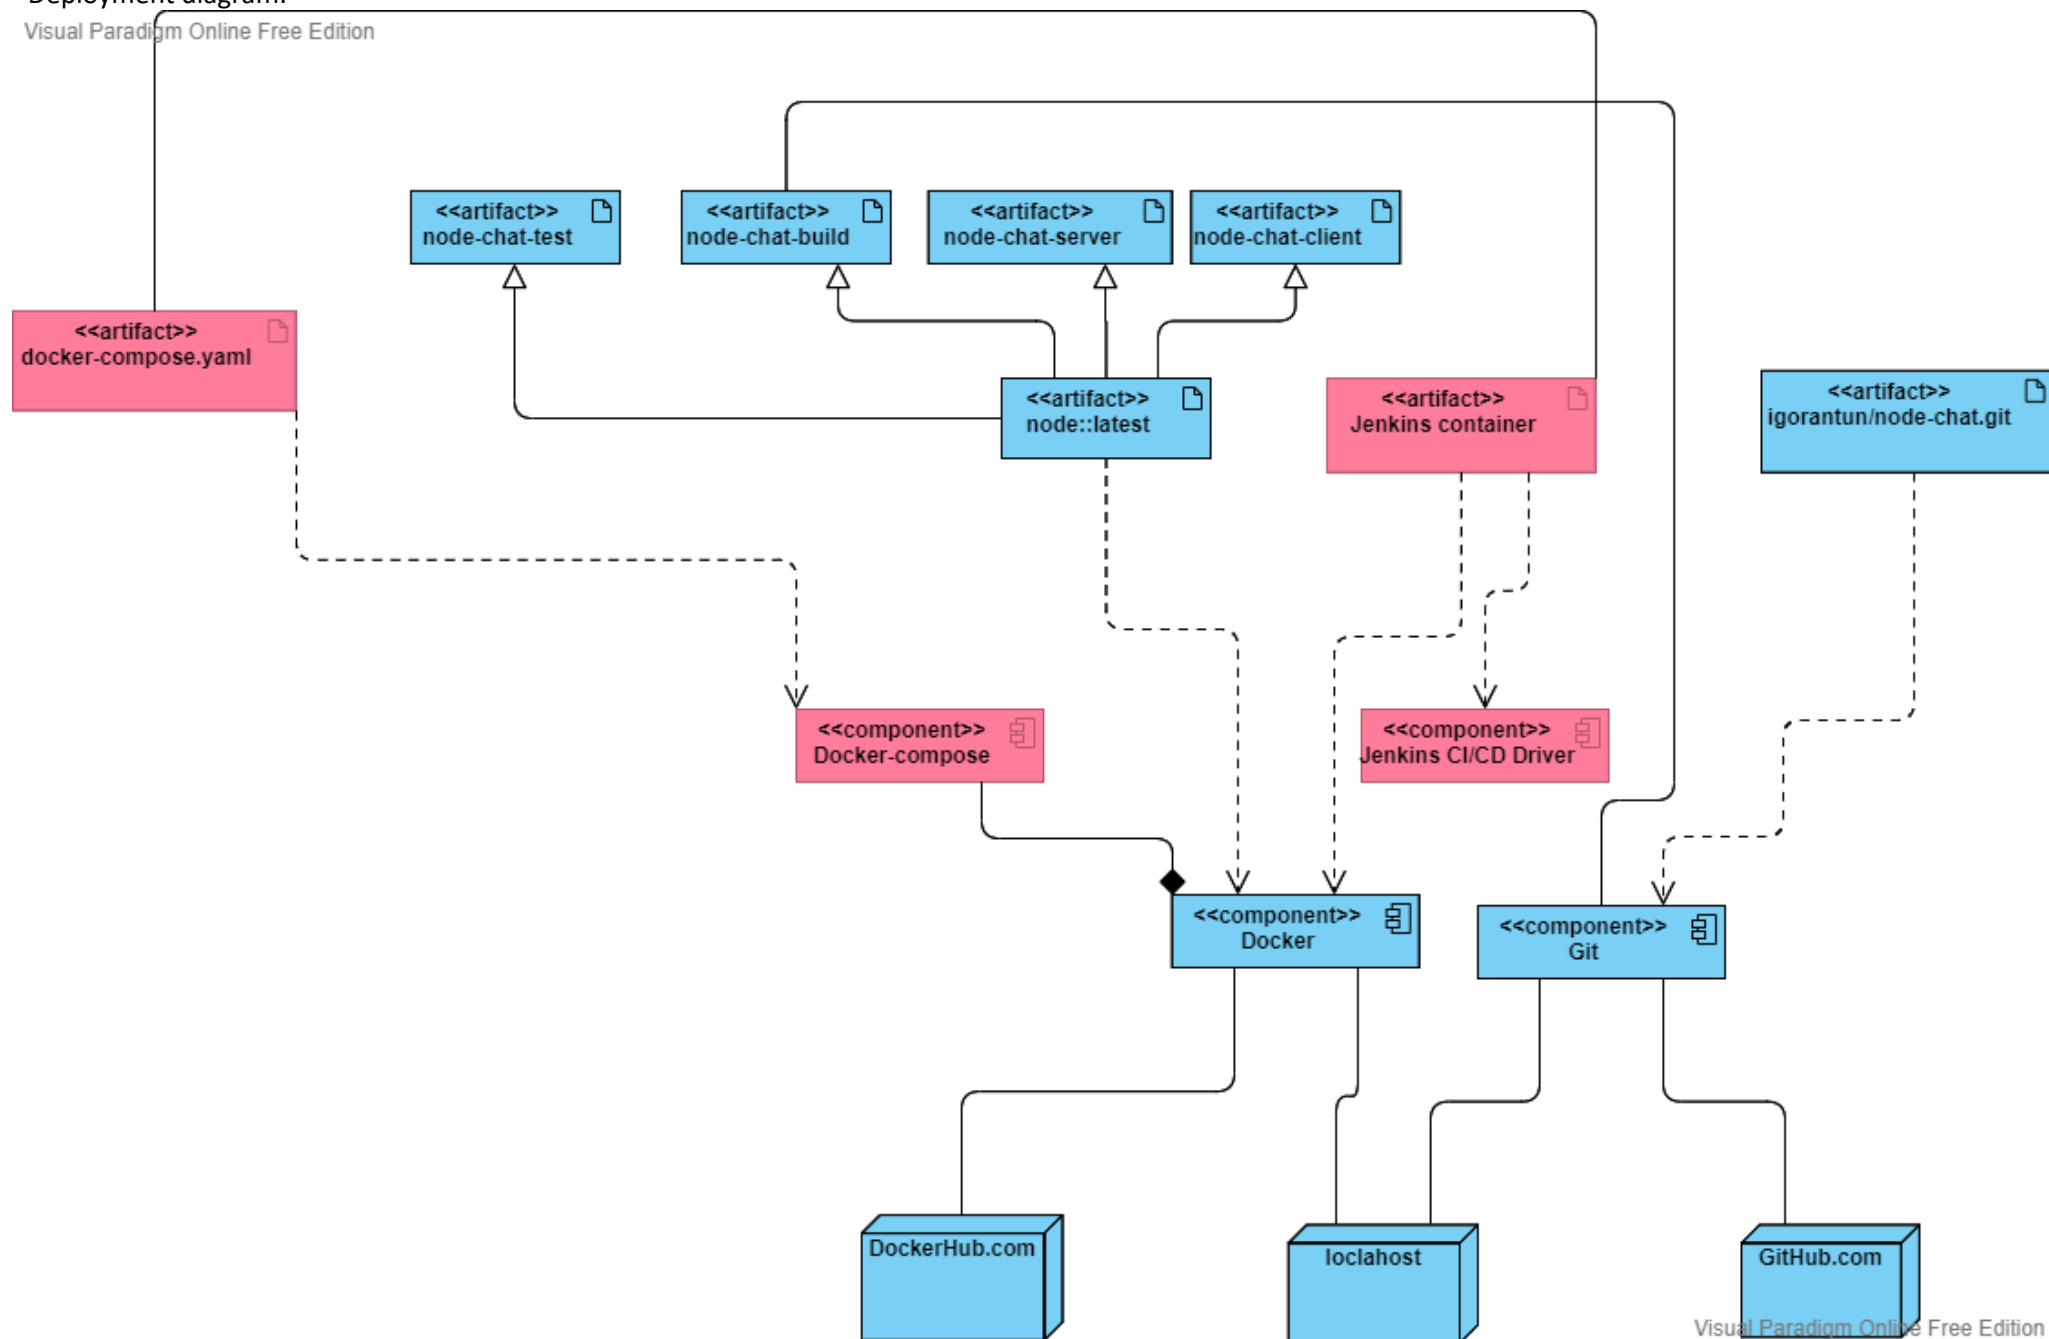 Deployment diagram:
Visual Paradigm Online Free Edition
<<artifact>>
node-chat-test
<<artifact>>
node-chat-build
<<artifact>>
node-chat-server
<<artifact>>
node-chat-client
<<artifact>>
docker-compose.yaml
<<artifact>>
node::latest
<<artifact>>
Jenkins container
<<artifact>>
igorantun/node-chat.git
<<component>>
Docker-compose
<<component>>
Jenkins CI/CD Driver
<<component>>
Docker
<<component>>
Git
DockerHub.com
loclahost
GitHub.com
Visual Paradigm Online Free Edition